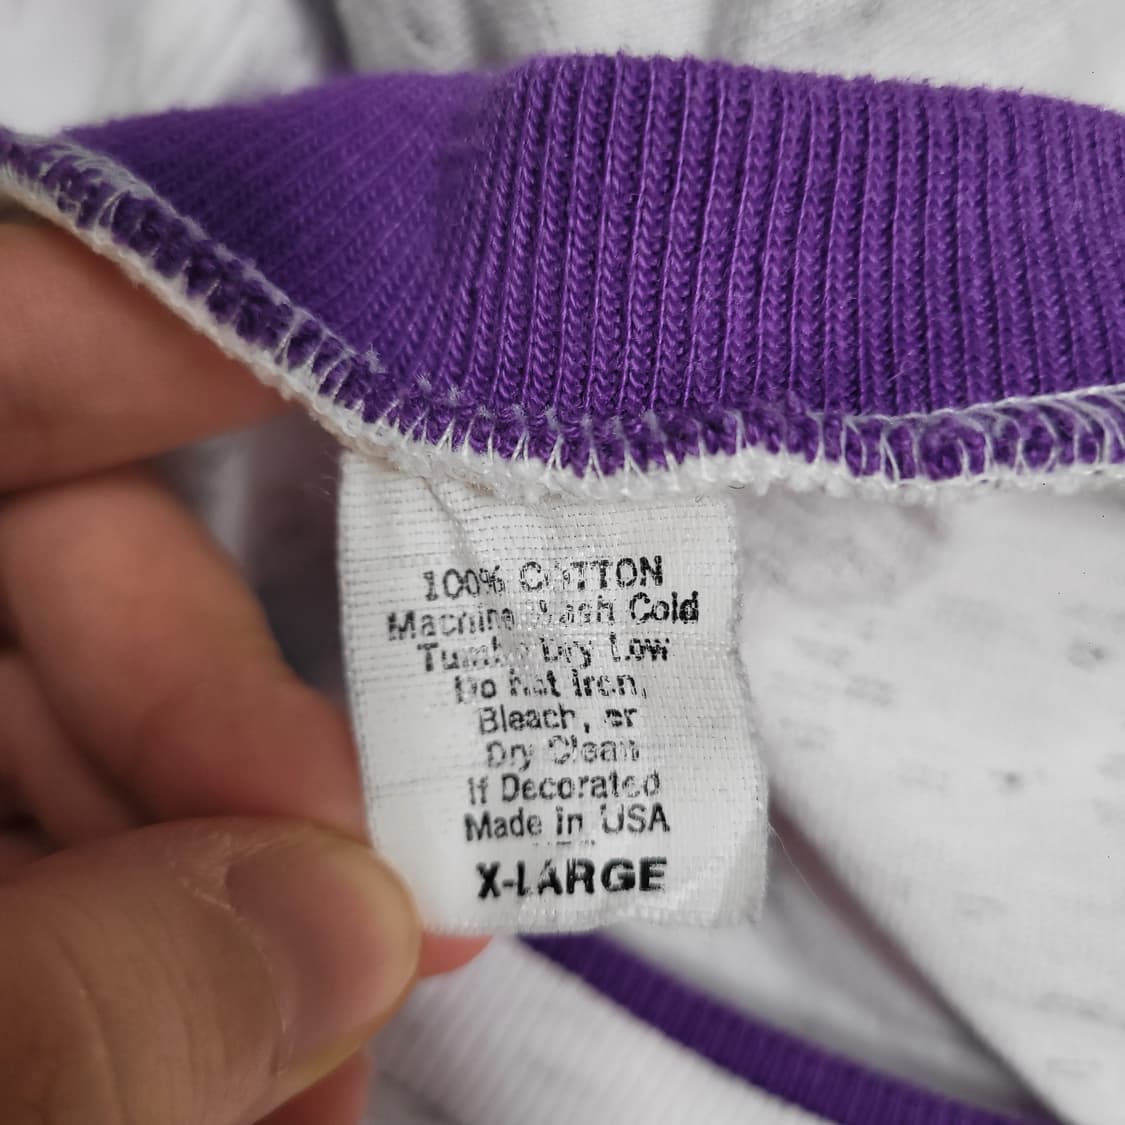 100% COTTON
Machine Wash Cold
Tumble Dry Low
Do Not Iron,
Bleach, or
Dry Clean
If Decorated
Made in USA
X-LARGE